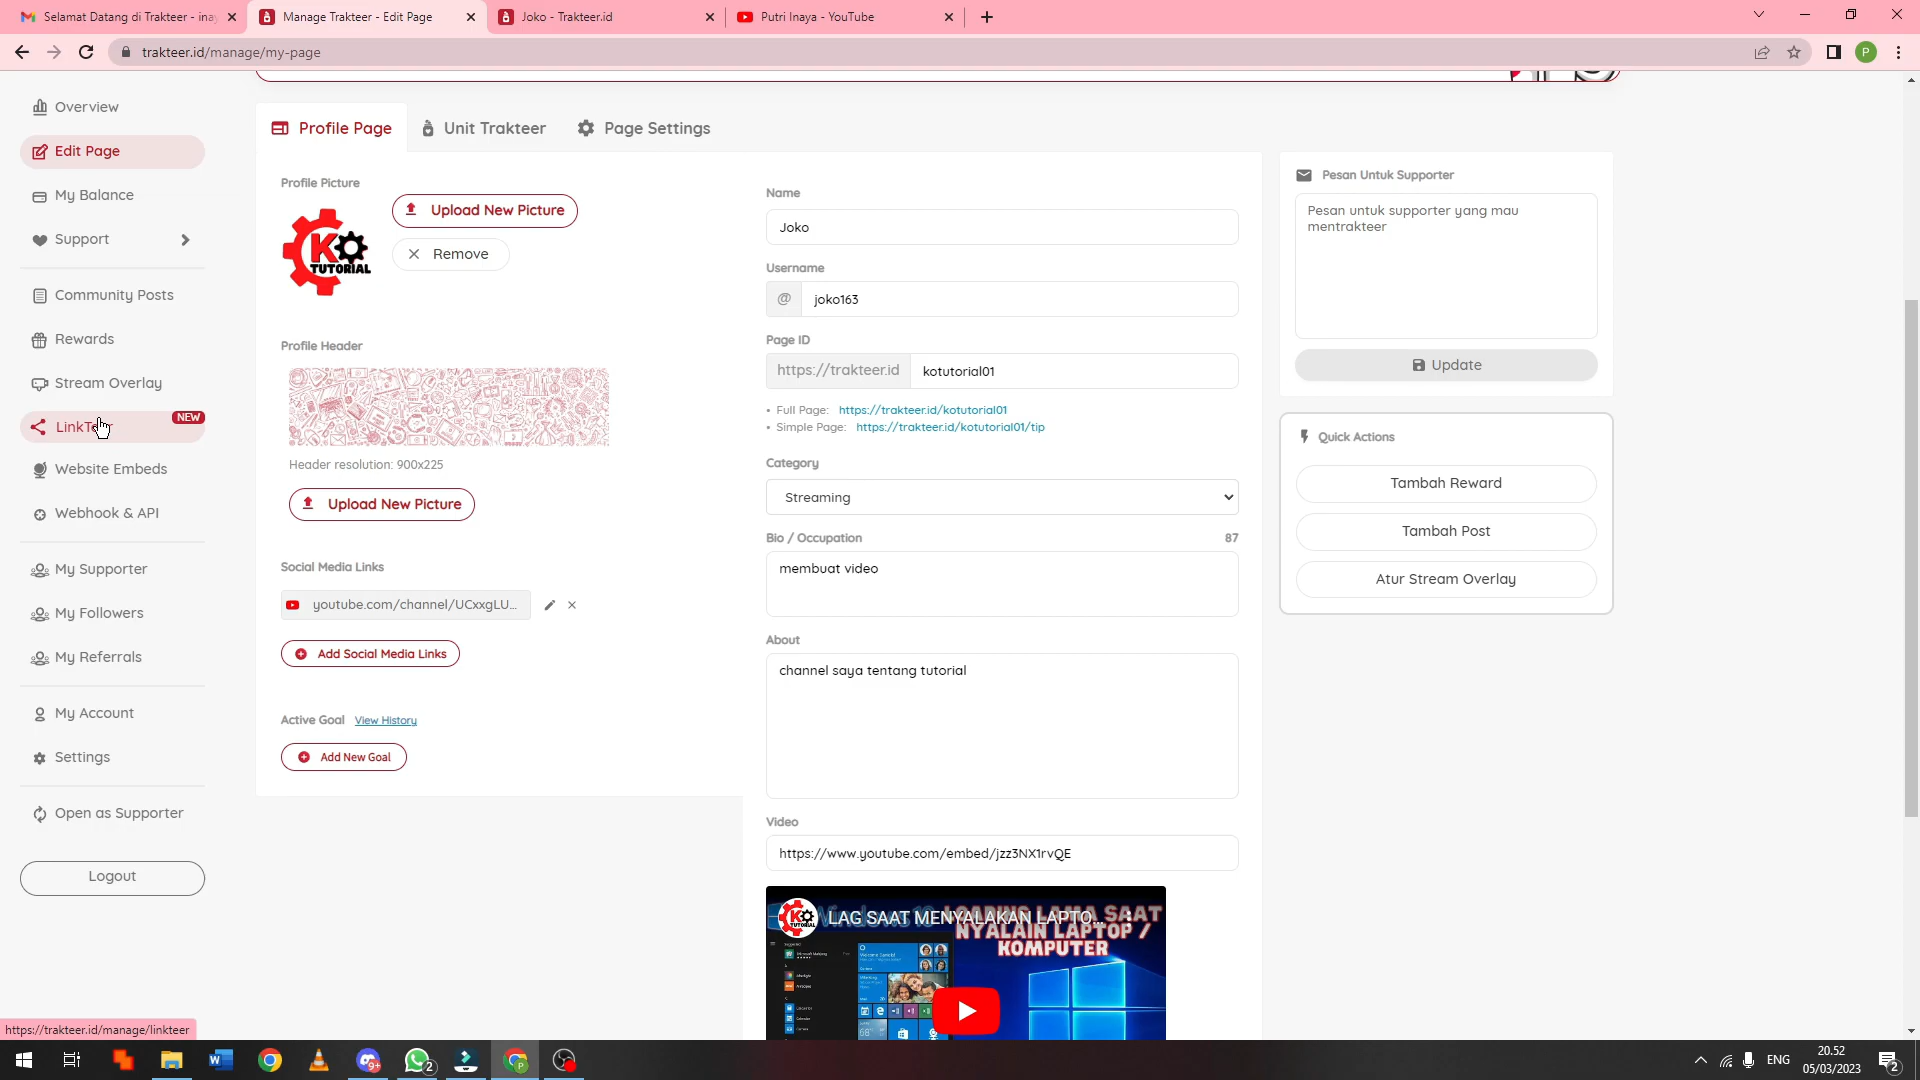 Selamat Datang di Trakteer - ina
Manage Trakteer - Edit Page
Joko - Trakteer.id
Putri Inaya - YouTube
trakteer.id/manage/my-page
P
Overview
Edit Page
My Balance
Support
Community Posts
Rewards
Stream Overlay
LinkTeer
NEW
Website Embeds
Webhook & API
My Supporter
My Followers
My Referrals
My Account
Settings
Open as Supporter
Logout
https://trakteer.id/manage/linkteer
Profile Page
Unit Trakteer
Page Settings
Profile Picture
KO
TUTORIAL
Upload New Picture
Remove
Profile Header
Header resolution: 900x225
Upload New Picture
Social Media Links
youtube.com/channel/UCxxgLU...
Add Social Media Links
Active Goal View History
Add New Goal
Name
Joko
Username
@ joko163
Page ID
https://trakteer.id kotutorial01
• Full Page: https://trakteer.id/kotutorial01
• Simple Page: https://trakteer.id/kotutorial01/tip
Category
Streaming
Bio / Occupation 87
membuat video
About
channel saya tentang tutorial
Video
https://www.youtube.com/embed/jzz3NX1rvQE
LAG SAAT MENYALAKAN LAPTO...
NYALAIN LAPTOP /
KOMPUTER
Pesan Untuk Supporter
Pesan untuk supporter yang mau
mentrakteer
Update
Quick Actions
Tambah Reward
Tambah Post
Atur Stream Overlay
9+
2
ENG
20.52
05/03/2023
2